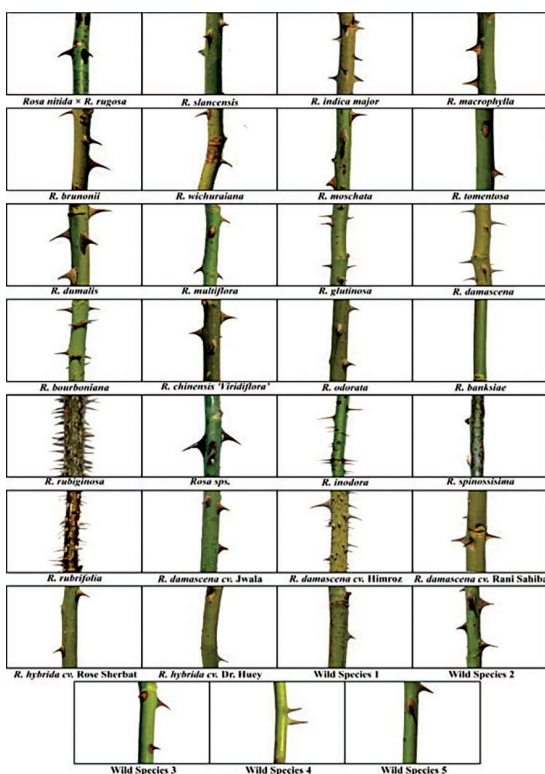 Rosa nitida × R. rugosa R. slancensis R. indica major R. macrophylla
R. brunonii R. wichuraiana R. moschata R. tomentosa
R. dumalis R. multiflora R. glutinosa R. damascena
R. bourboniana R. chinensis 'Viridiflora' R. odorata R. banksiae
R. rubiginosa Rosa sps. R. inodora R. spinossisima
R. rubrifolia R. damascena cv. Jwala R. damascena cv. Himroz R. damascena cv. Rani Sahiba
R. hybrida cv. Rose Sherbat R. hybrida cv. Dr. Huey Wild Species 1 Wild Species 2
Wild Species 3 Wild Species 4 Wild Species 5